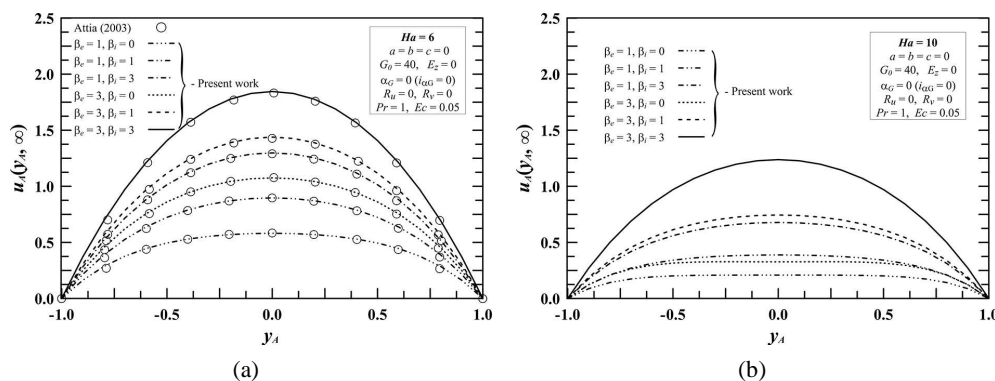 2.5
2.0
1.5
1.0
0.5
0.0
u_A(y_A, ∞)
-1.0 -0.5 0.0 0.5 1.0
y_A
Attia (2003)
β_e = 1, β_i = 0
β_e = 1, β_i = 1
β_e = 1, β_i = 3
β_e = 3, β_i = 0
β_e = 3, β_i = 1
β_e = 3, β_i = 3
- Present work
Ha = 6
a = b = c = 0
G_0 = 40, E_z = 0
α_G = 0 (i_αG = 0)
R_u = 0, R_v = 0
Pr = 1, Ec = 0.05
(a)
2.5
2.0
1.5
1.0
0.5
0.0
u_A(y_A, ∞)
-1.0 -0.5 0.0 0.5 1.0
y_A
β_e = 1, β_i = 0
β_e = 1, β_i = 1
β_e = 1, β_i = 3
β_e = 3, β_i = 0
β_e = 3, β_i = 1
β_e = 3, β_i = 3
- Present work
Ha = 10
a = b = c = 0
G_0 = 40, E_z = 0
α_G = 0 (i_αG = 0)
R_u = 0, R_v = 0
Pr = 1, Ec = 0.05
(b)